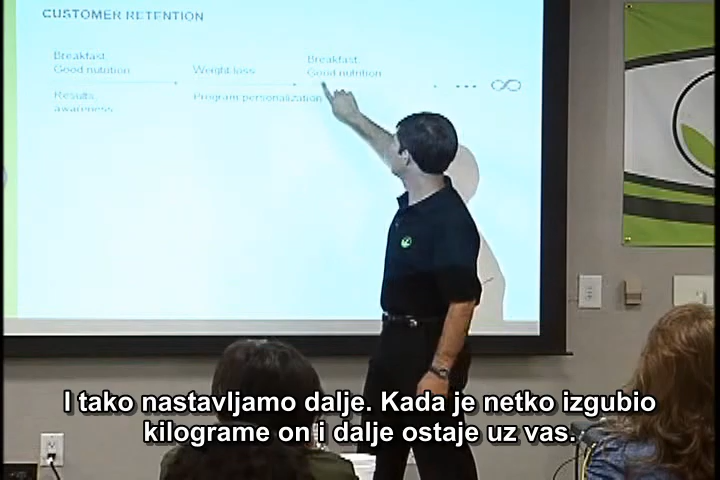 CUSTOMER RETENTION
Breakfast:
Good nutrition
Weight loss
Breakfast:
Good nutrition
... ∞
Results
awareness
Program personalization
I tako nastavljamo dalje. Kada je netko izgubio
kilograme on i dalje ostaje uz vas.